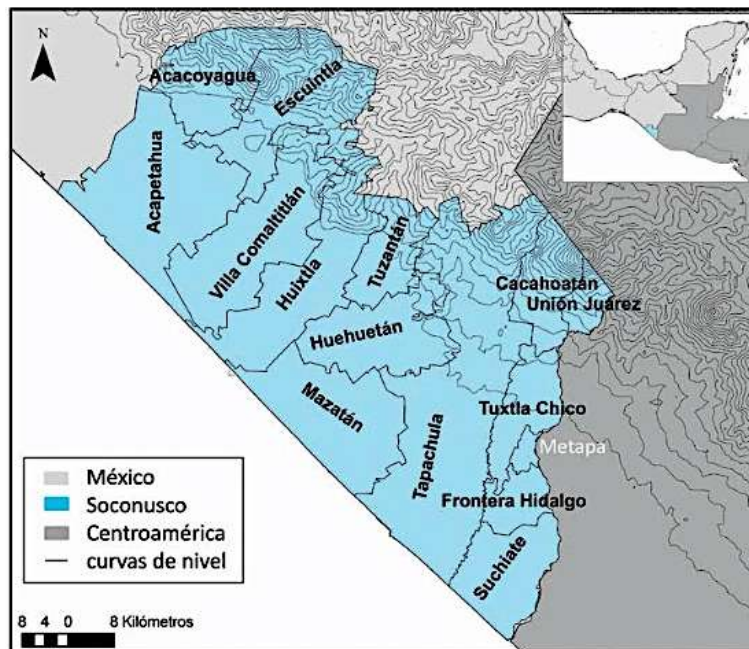 N
Acacoyagua
Escuintla
Acapetahua
Villa Comaltitlán
Huixtla
Tuzantán
Cacahoatán
Unión Juárez
Huehuetán
Mazatán
Tuxtla Chico
Metapa
Tapachula
Frontera Hidalgo
Suchiate
México
Soconusco
Centroamérica
curvas de nivel
8 4 0 8 Kilómetros